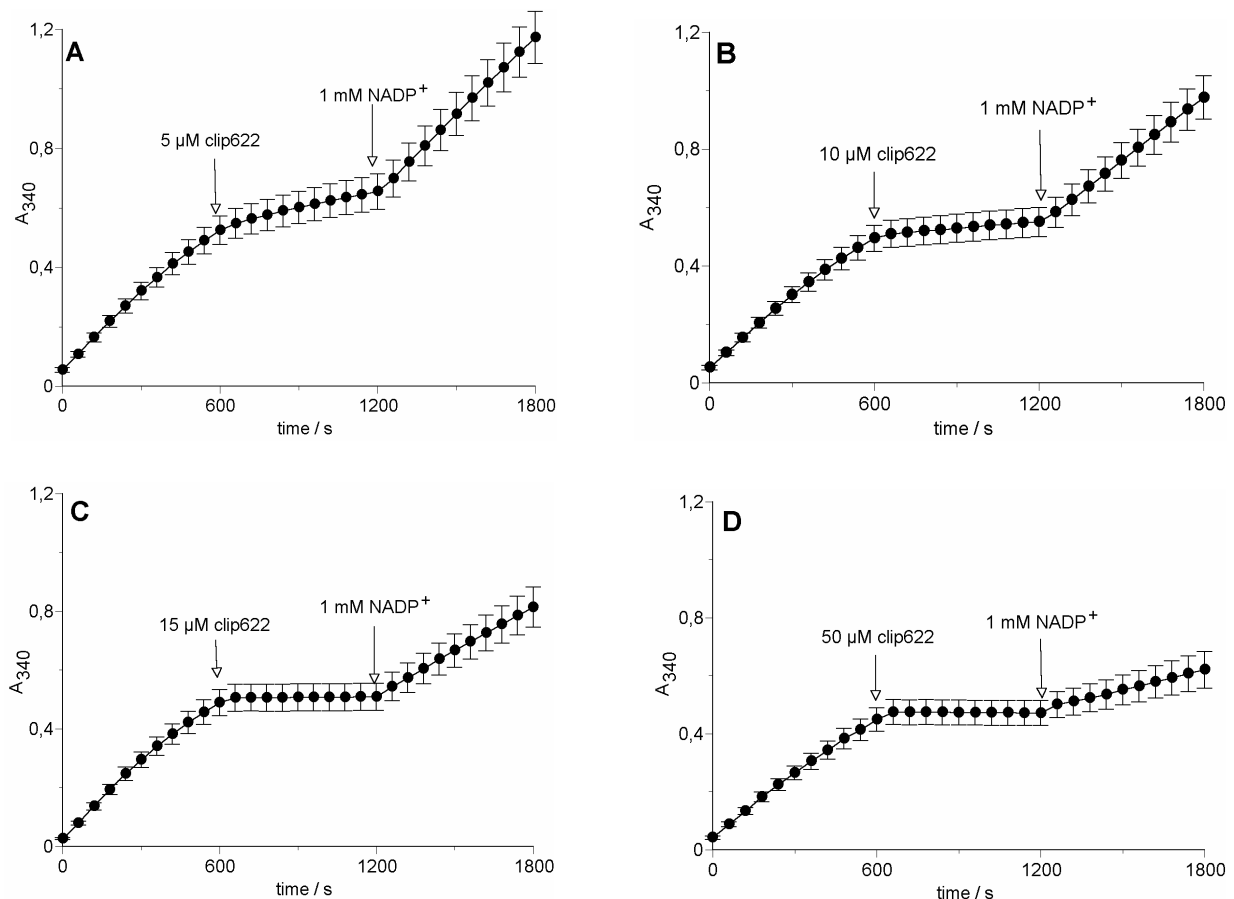 A
1,2
0,8
0,4
0
A340
5 µM clip622
1 mM NADP+
0 600 1200 1800
time / s
B
1,2
0,8
0,4
0
A340
10 µM clip622
1 mM NADP+
0 600 1200 1800
time / s
C
1,2
0,8
0,4
0
A340
15 µM clip622
1 mM NADP+
0 600 1200 1800
time / s
D
1,2
0,8
0,4
0
A340
50 µM clip622
1 mM NADP+
0 600 1200 1800
time / s